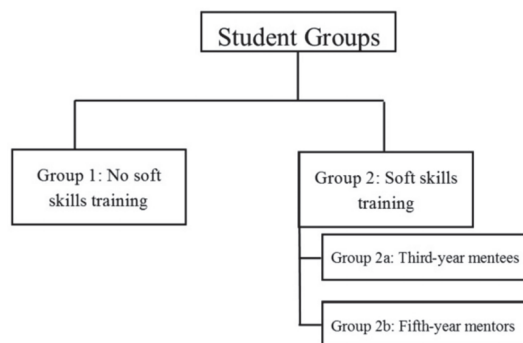 Student Groups
Group 1: No soft
skills training
Group 2: Soft skills
training
Group 2a: Third-year mentees
Group 2b: Fifth-year mentors